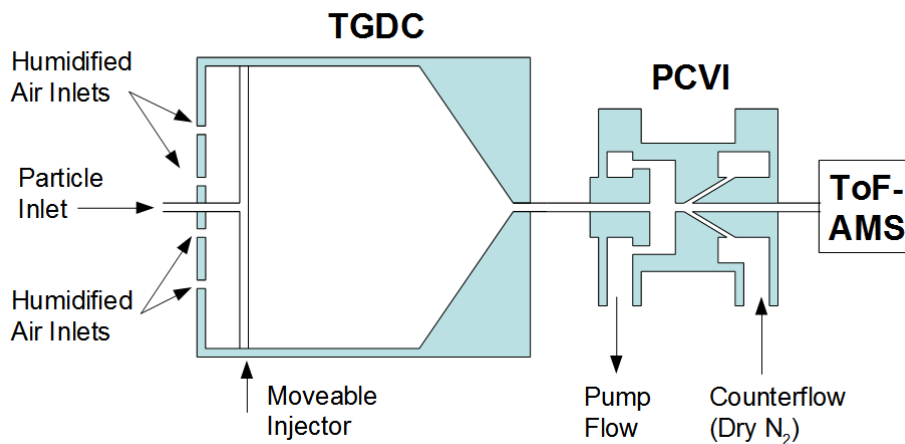 TGDC
PCVI
Humidified
Air Inlets
Particle
Inlet
Humidified
Air Inlets
Moveable
Injector
ToF-
AMS
Pump
Flow
Counterflow
(Dry N₂)